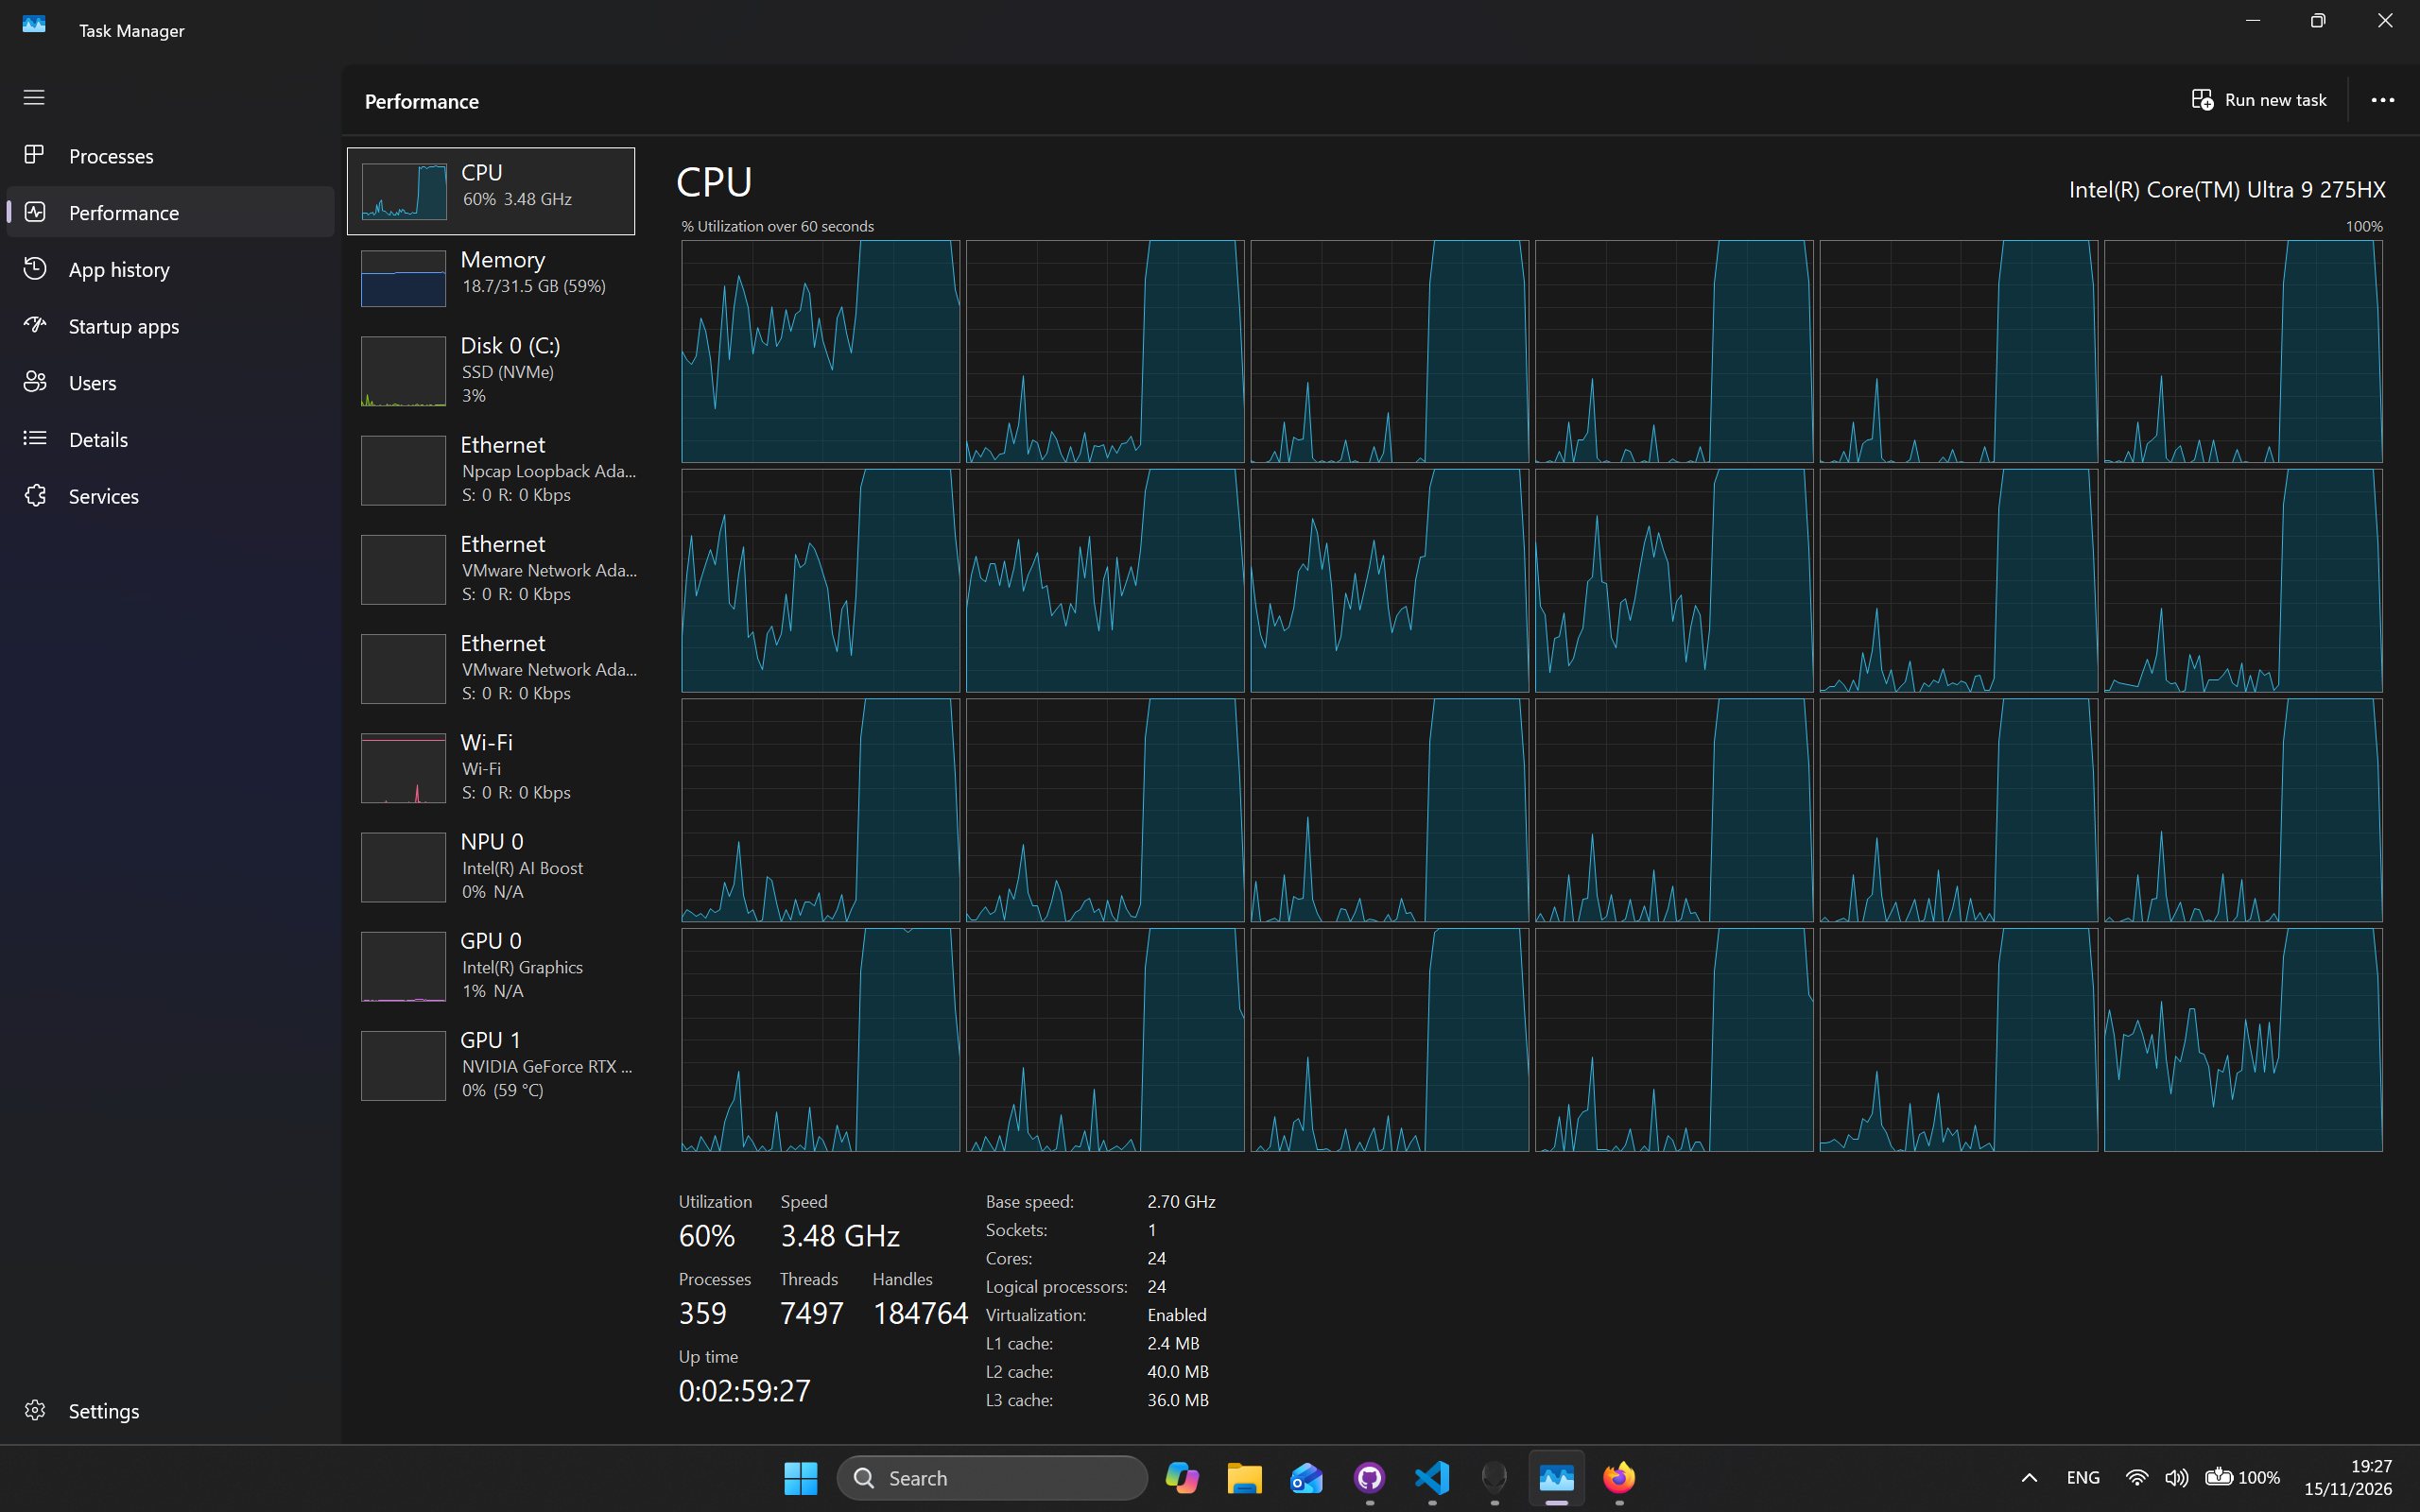 Task Manager
Performance
Run new task
Processes
Performance
App history
Startup apps
Users
Details
Services
Settings
CPU
60% 3.48 GHz
Memory
18.7/31.5 GB (59%)
Disk 0 (C:)
SSD (NVMe)
3%
Ethernet
Npcap Loopback Ada...
S: 0 R: 0 Kbps
Ethernet
VMware Network Ada...
S: 0 R: 0 Kbps
Ethernet
VMware Network Ada...
S: 0 R: 0 Kbps
Wi-Fi
Wi-Fi
S: 0 R: 0 Kbps
NPU 0
Intel(R) AI Boost
0% N/A
GPU 0
Intel(R) Graphics
1% N/A
GPU 1
NVIDIA GeForce RTX ...
0% (59 °C)
CPU
Intel(R) Core(TM) Ultra 9 275HX
% Utilization over 60 seconds
100%
Utilization Speed
60% 3.48 GHz
Processes Threads Handles
359 7497 184764
Up time
0:02:59:27
Base speed: 2.70 GHz
Sockets: 1
Cores: 24
Logical processors: 24
Virtualization: Enabled
L1 cache: 2.4 MB
L2 cache: 40.0 MB
L3 cache: 36.0 MB
Search
ENG
100%
19:27
15/11/2026